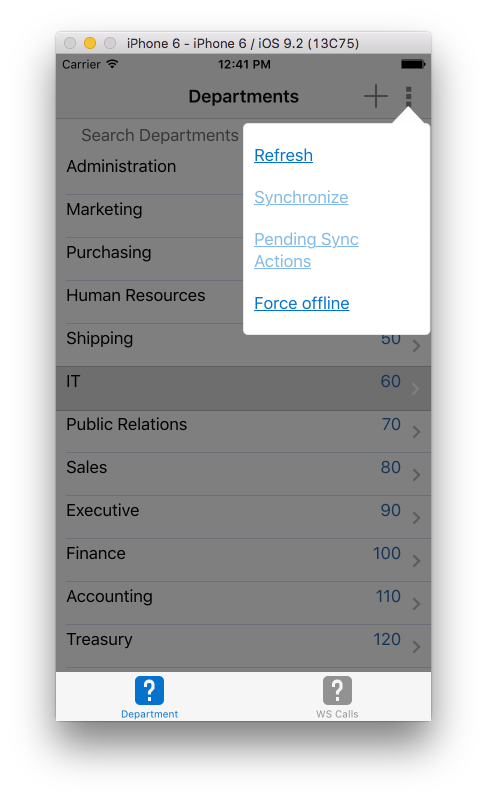 iPhone 6 - iPhone 6 / iOS 9.2 (13C75)
Carrier 12:41 PM
Departments
Search Departments
Administration
Refresh
Marketing
Synchronize
Purchasing
Pending Sync
Actions
Human Resources
Force offline
Shipping 50
IT 60
Public Relations 70
Sales 80
Executive 90
Finance 100
Accounting 110
Treasury 120
? ?
Department WS Calls